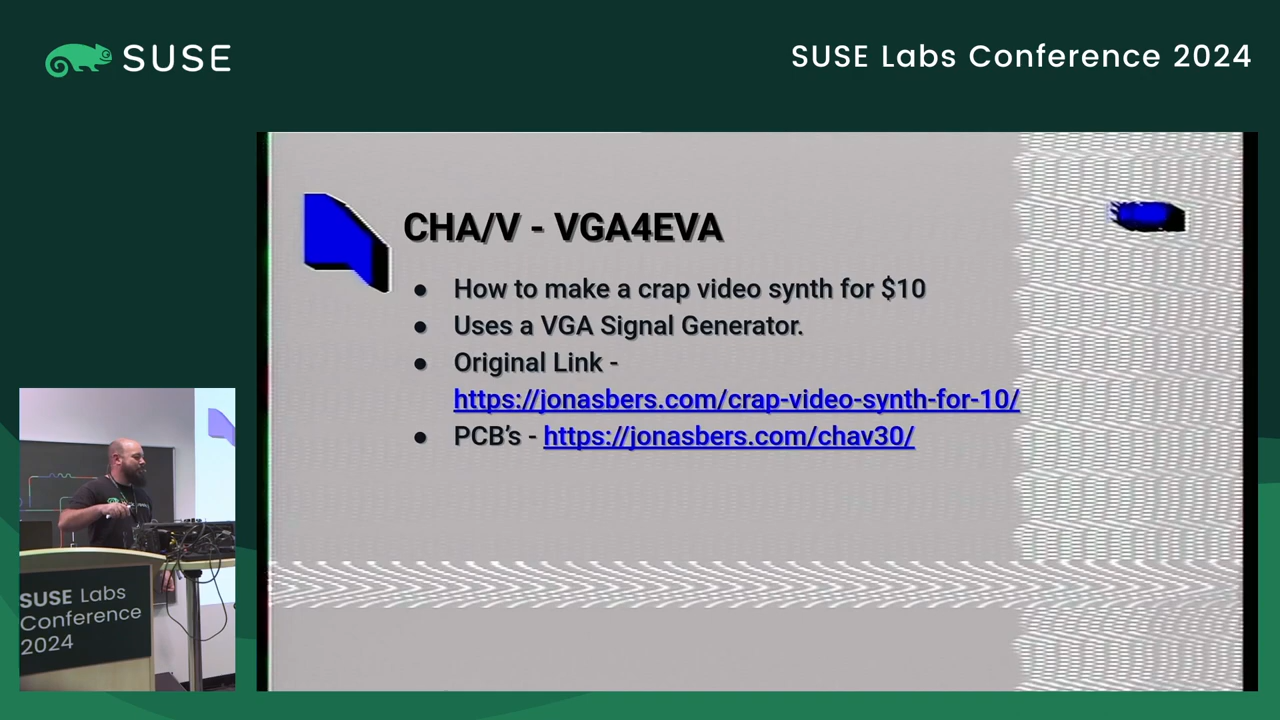 SUSE
SUSE Labs Conference 2024
CHA/V - VGA4EVA
● How to make a crap video synth for $10
● Uses a VGA Signal Generator.
● Original Link -
https://jonasbers.com/crap-video-synth-for-10/
● PCB’s - https://jonasbers.com/chav30/
SUSE Labs
Conference
2024